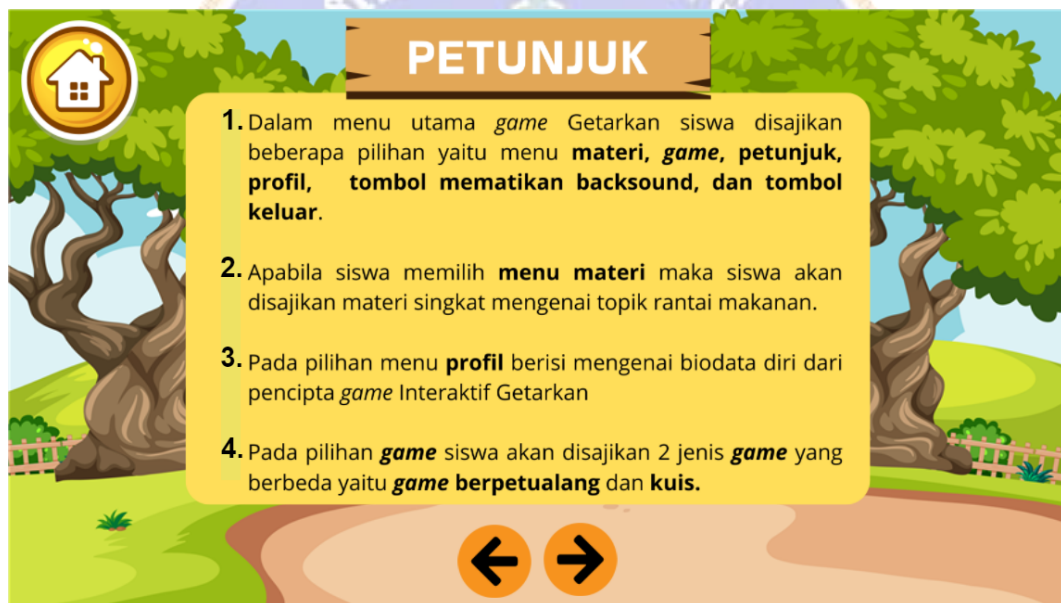 PETUNJUK
1. Dalam menu utama game Getarkan siswa disajikan
beberapa pilihan yaitu menu materi, game, petunjuk,
profil, tombol mematikan backsound, dan tombol
keluar.
2. Apabila siswa memilih menu materi maka siswa akan
disajikan materi singkat mengenai topik rantai makanan.
3. Pada pilihan menu profil berisi mengenai biodata diri dari
pencipta game Interaktif Getarkan
4. Pada pilihan game siswa akan disajikan 2 jenis game yang
berbeda yaitu game berpetualang dan kuis.